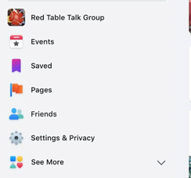 Red Table Talk Group
Events
Saved
Pages
Friends
Settings & Privacy
See More